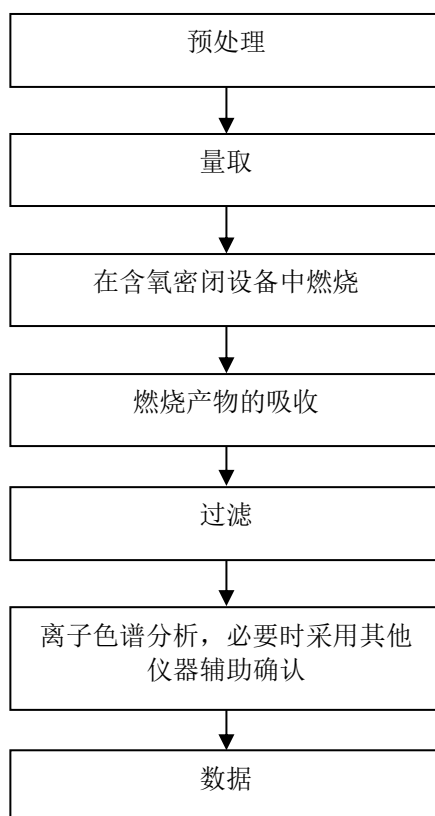 预处理
量取
在含氧密闭设备中燃烧
燃烧产物的吸收
过滤
离子色谱分析，必要时采用其他
仪器辅助确认
数据